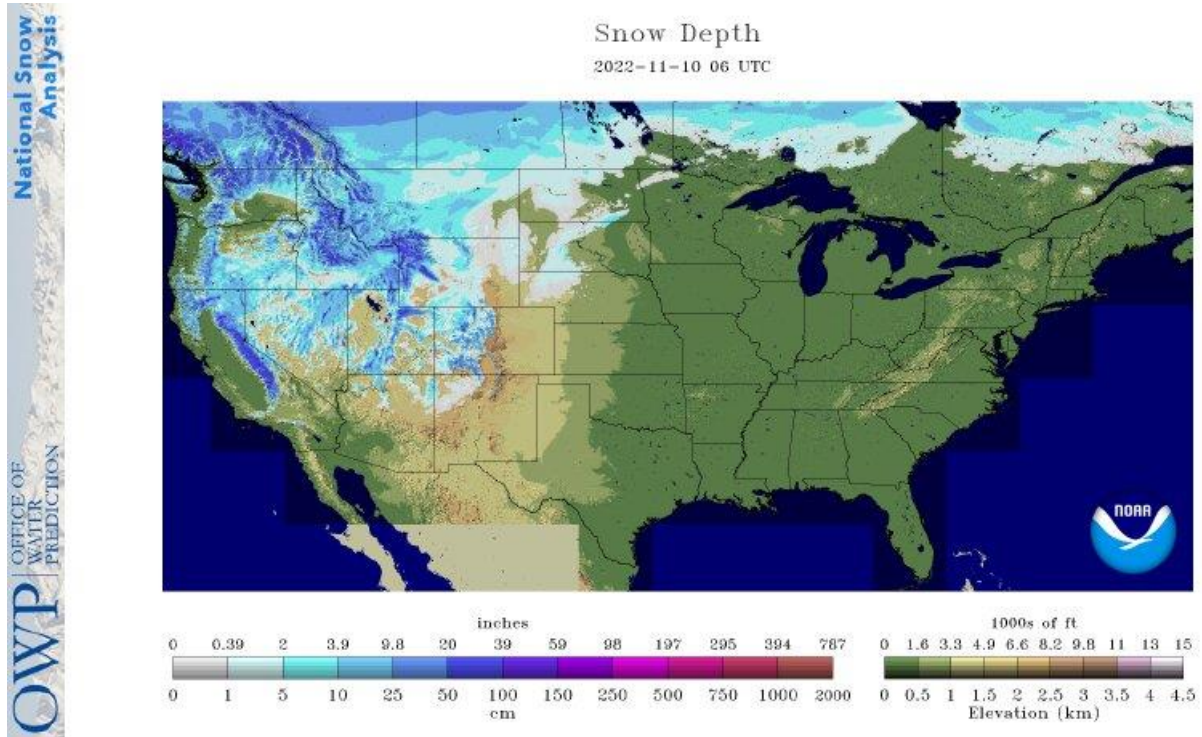 National Snow
Analysis
OWP
OFFICE OF
WATER
PREDICTION
Snow Depth
2022-11-10 06 UTC
NOAA
inches
0 0.39 2 3.9 9.8 20 39 59 98 197 295 394 787
0 1 5 10 25 50 100 150 250 500 750 1000 2000
cm
1000s of ft
0 1.6 3.3 4.9 6.6 8.2 9.8 11 13 15
0 0.5 1 1.5 2 2.5 3 3.5 4 4.5
Elevation (km)